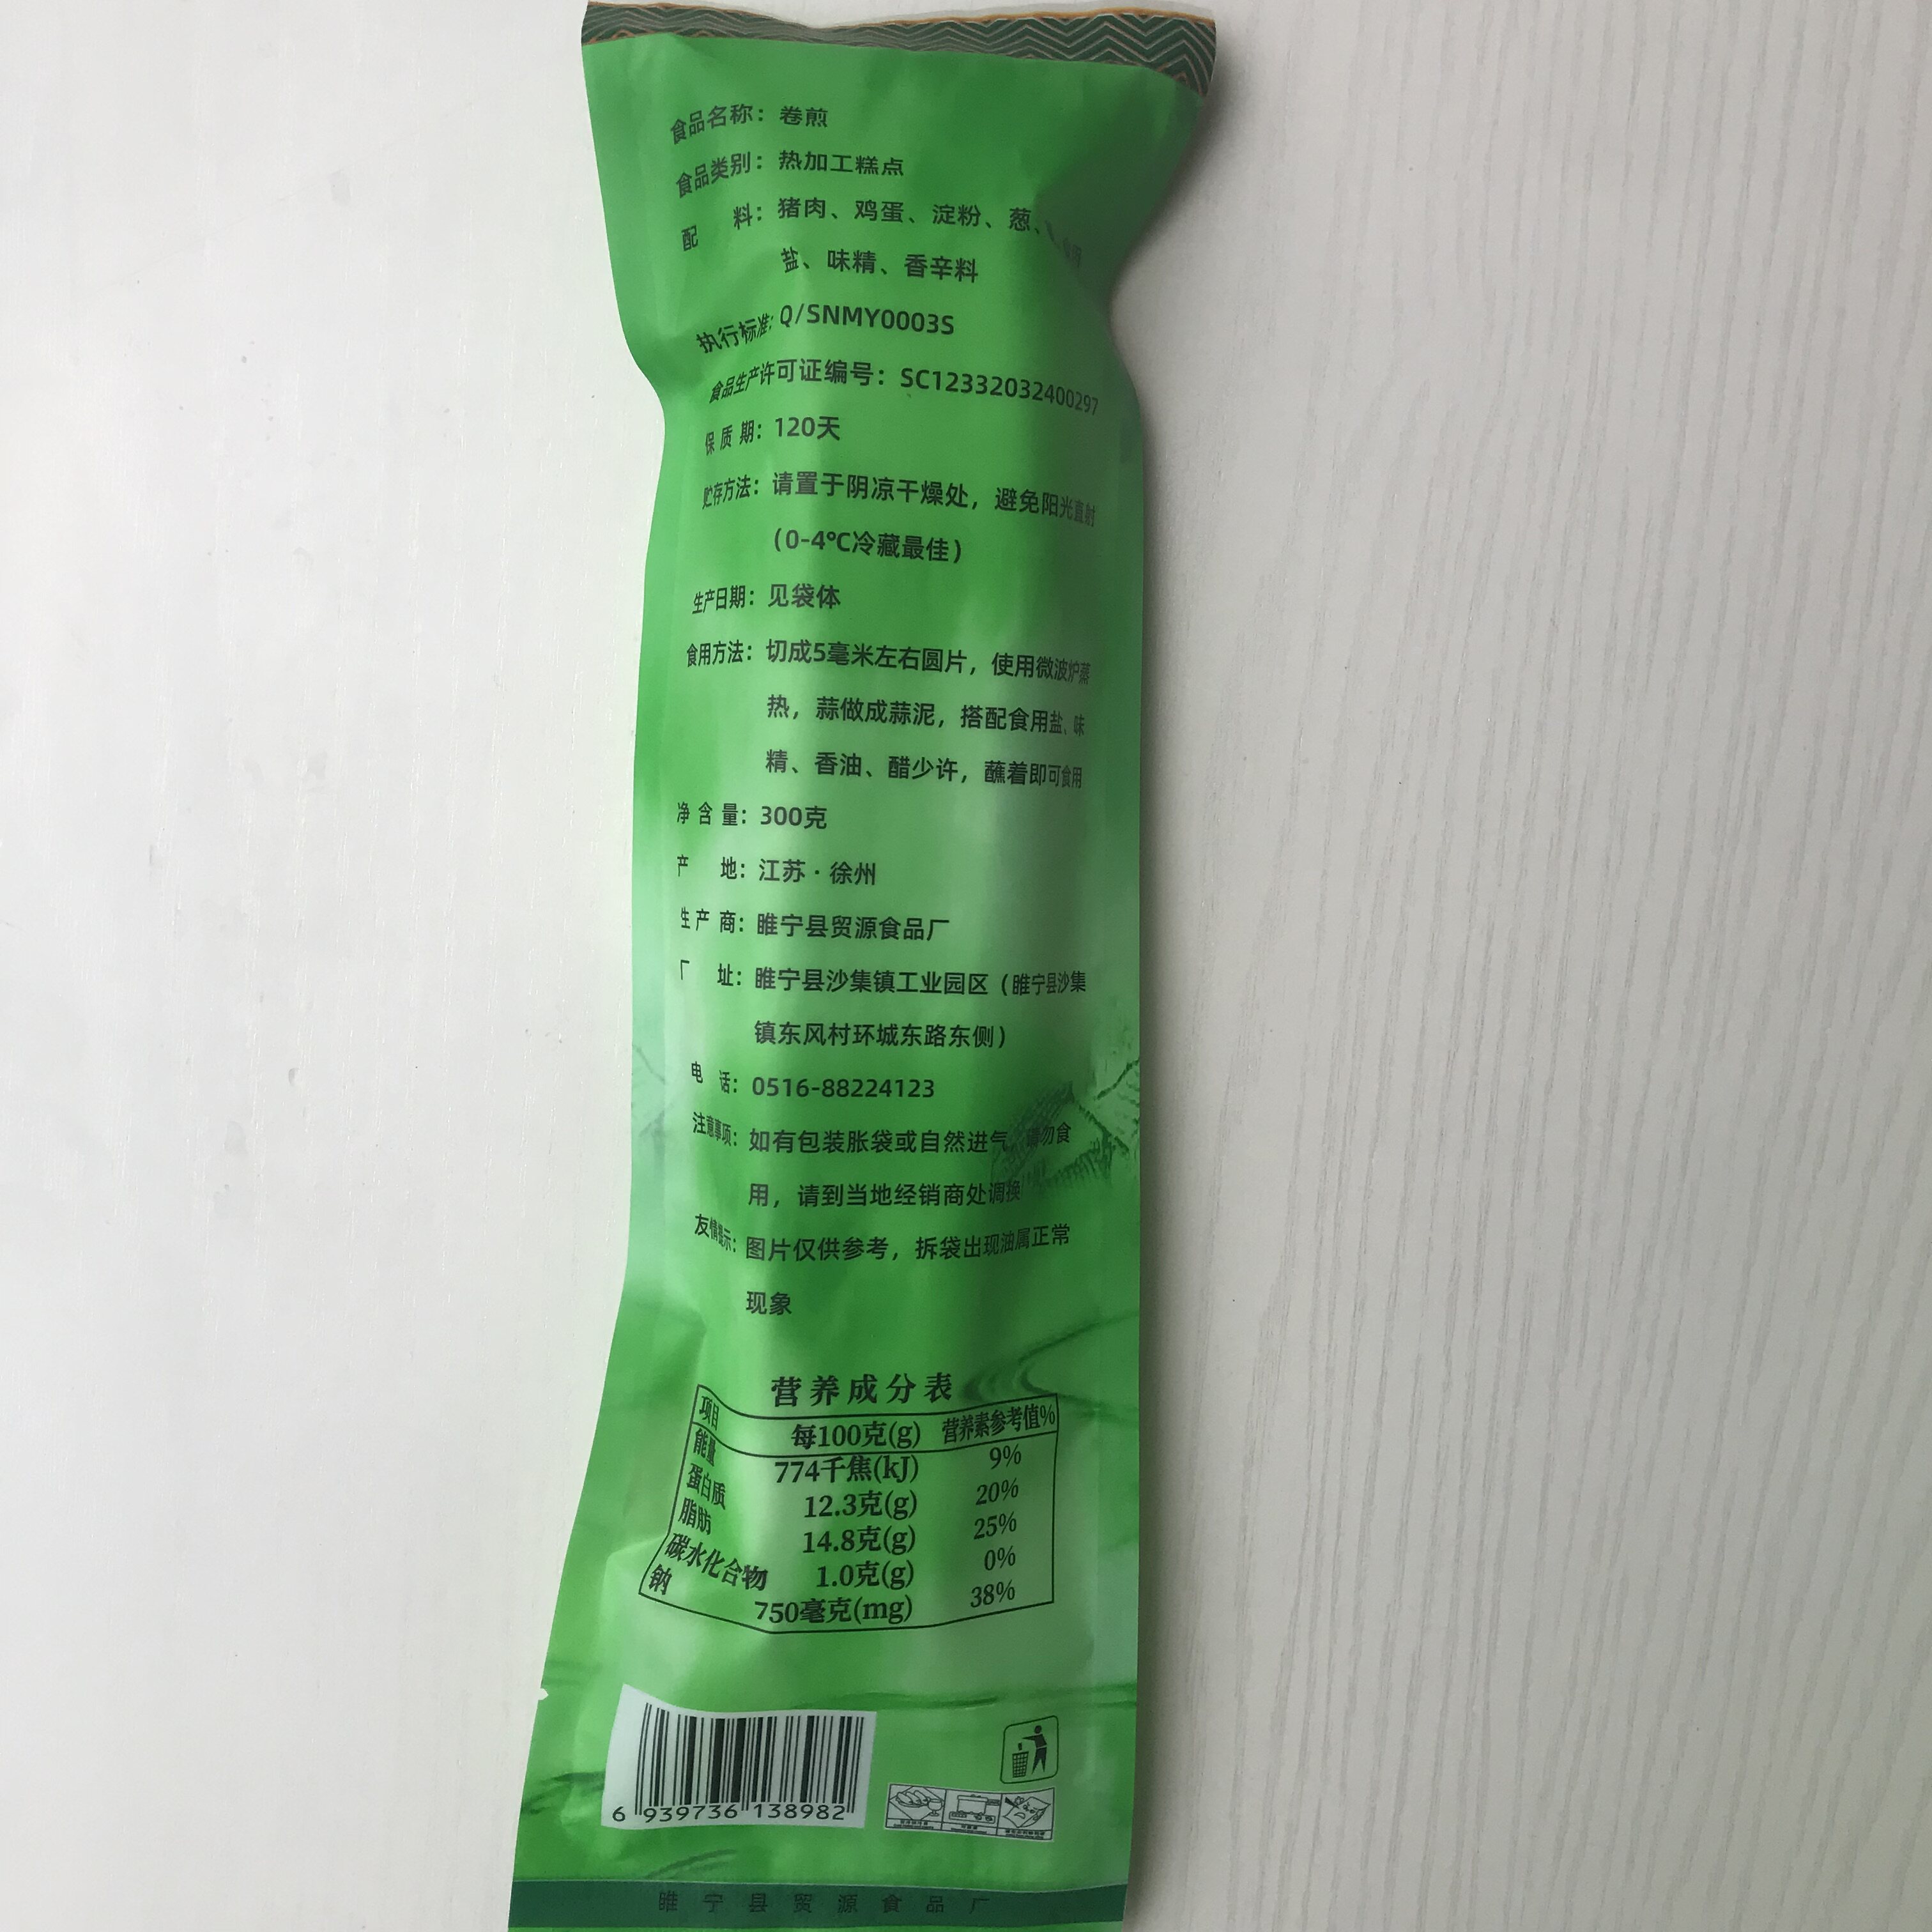 食品名称：卷煎
食品类别：热加工糕点
配 料：猪肉、鸡蛋、淀粉、葱、
盐、味精、香辛料
执行标准：Q/SNMY0003S
食品生产许可证编号：SC12332032400297
保 质 期：120天
贮存方法：请置于阴凉干燥处，避免阳光直射
（0-4℃冷藏最佳）
生产日期：见袋体
食用方法：切成5毫米左右圆片，使用微波炉蒸
热，蒜做成蒜泥，搭配食用盐、味
精、香油、醋少许，蘸着即可食用
净 含 量：300克
产 地：江苏·徐州
生 产 商：睢宁县贸源食品厂
厂 址：睢宁县沙集镇工业园区（睢宁县沙集
镇东风村环城东路东侧）
电 话：0516-88224123
注意事项：如有包装胀袋或自然进气，请勿食
用，请到当地经销商处调换
友情提示：图片仅供参考，拆袋出现油属正常
现象
营养成分表
项目 每100克(g) 营养素参考值%
能量 774千焦(kJ) 9%
蛋白质 12.3克(g) 20%
脂肪 14.8克(g) 25%
碳水化合物 1.0克(g) 0%
钠 750毫克(mg) 38%
6 939736 138982
睢宁县贸源食品厂